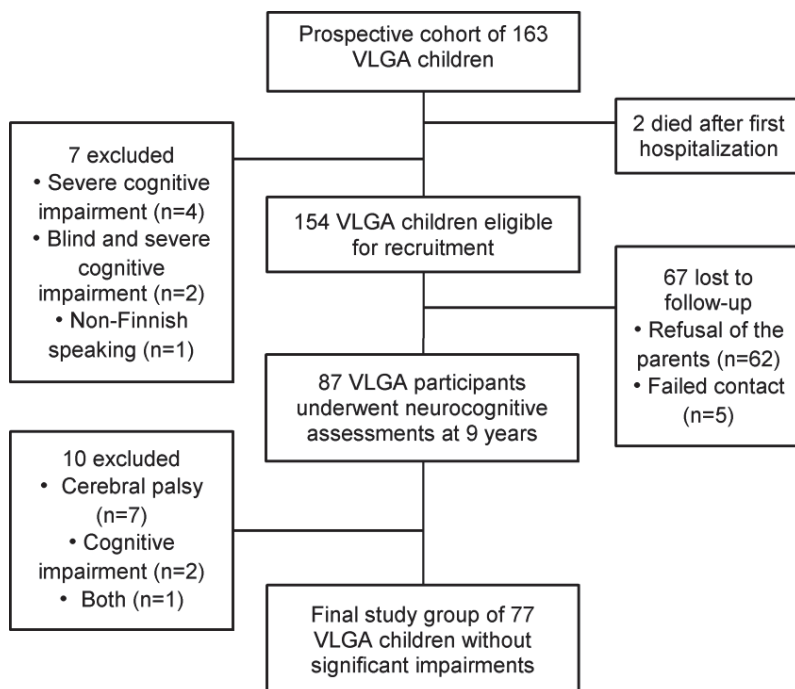 Prospective cohort of 163
VLGA children
2 died after first
hospitalization
7 excluded
• Severe cognitive
impairment (n=4)
• Blind and severe
cognitive
impairment (n=2)
• Non-Finnish
speaking (n=1)
154 VLGA children eligible
for recruitment
67 lost to
follow-up
• Refusal of the
parents (n=62)
• Failed contact
(n=5)
87 VLGA participants
underwent neurocognitive
assessments at 9 years
10 excluded
• Cerebral palsy
(n=7)
• Cognitive
impairment (n=2)
• Both (n=1)
Final study group of 77
VLGA children without
significant impairments